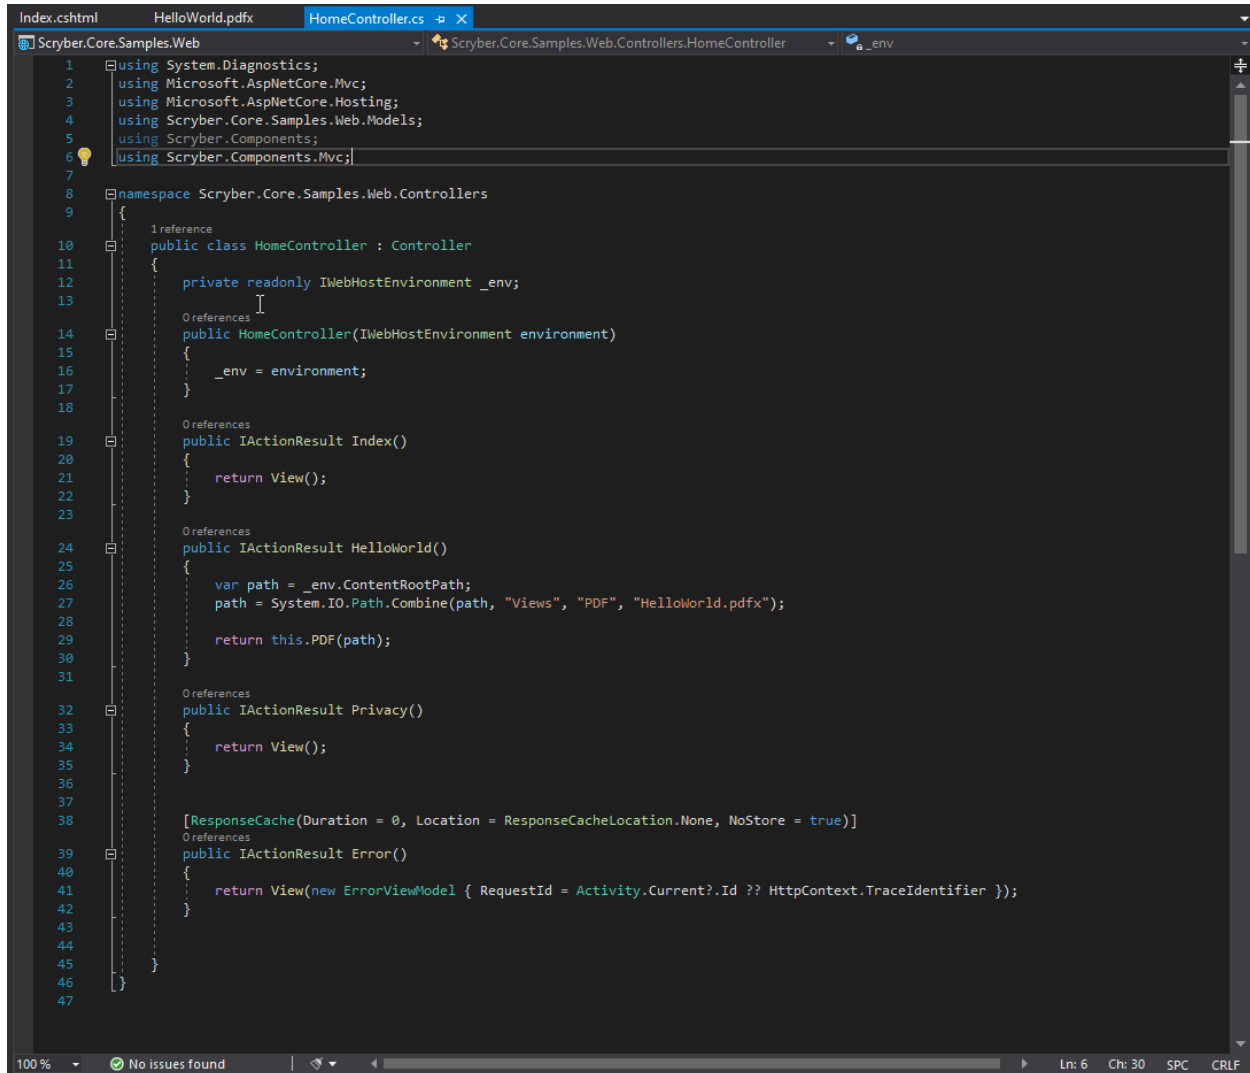 Index.cshtml HelloWorld.pdfx HomeController.cs
Scryber.Core.Samples.Web Scryber.Core.Samples.Web.Controllers.HomeController _env
1 using System.Diagnostics;
2 using Microsoft.AspNetCore.Mvc;
3 using Microsoft.AspNetCore.Hosting;
4 using Scryber.Core.Samples.Web.Models;
5 using Scryber.Components;
6 using Scryber.Components.Mvc;
7
8 namespace Scryber.Core.Samples.Web.Controllers
9 {
1 reference
10 public class HomeController : Controller
11 {
12 private readonly IWebHostEnvironment _env;
13
0 references
14 public HomeController(IWebHostEnvironment environment)
15 {
16 _env = environment;
17 }
18
0 references
19 public IActionResult Index()
20 {
21 return View();
22 }
23
0 references
24 public IActionResult HelloWorld()
25 {
26 var path = _env.ContentRootPath;
27 path = System.IO.Path.Combine(path, "Views", "PDF", "HelloWorld.pdfx");
28
29 return this.PDF(path);
30 }
31
0 references
32 public IActionResult Privacy()
33 {
34 return View();
35 }
36
37
38 [ResponseCache(Duration = 0, Location = ResponseCacheLocation.None, NoStore = true)]
0 references
39 public IActionResult Error()
40 {
41 return View(new ErrorViewModel { RequestId = Activity.Current?.Id ?? HttpContext.TraceIdentifier });
42 }
43
44
45 }
46 }
47
100 % No issues found Ln: 6 Ch: 30 SPC CRLF